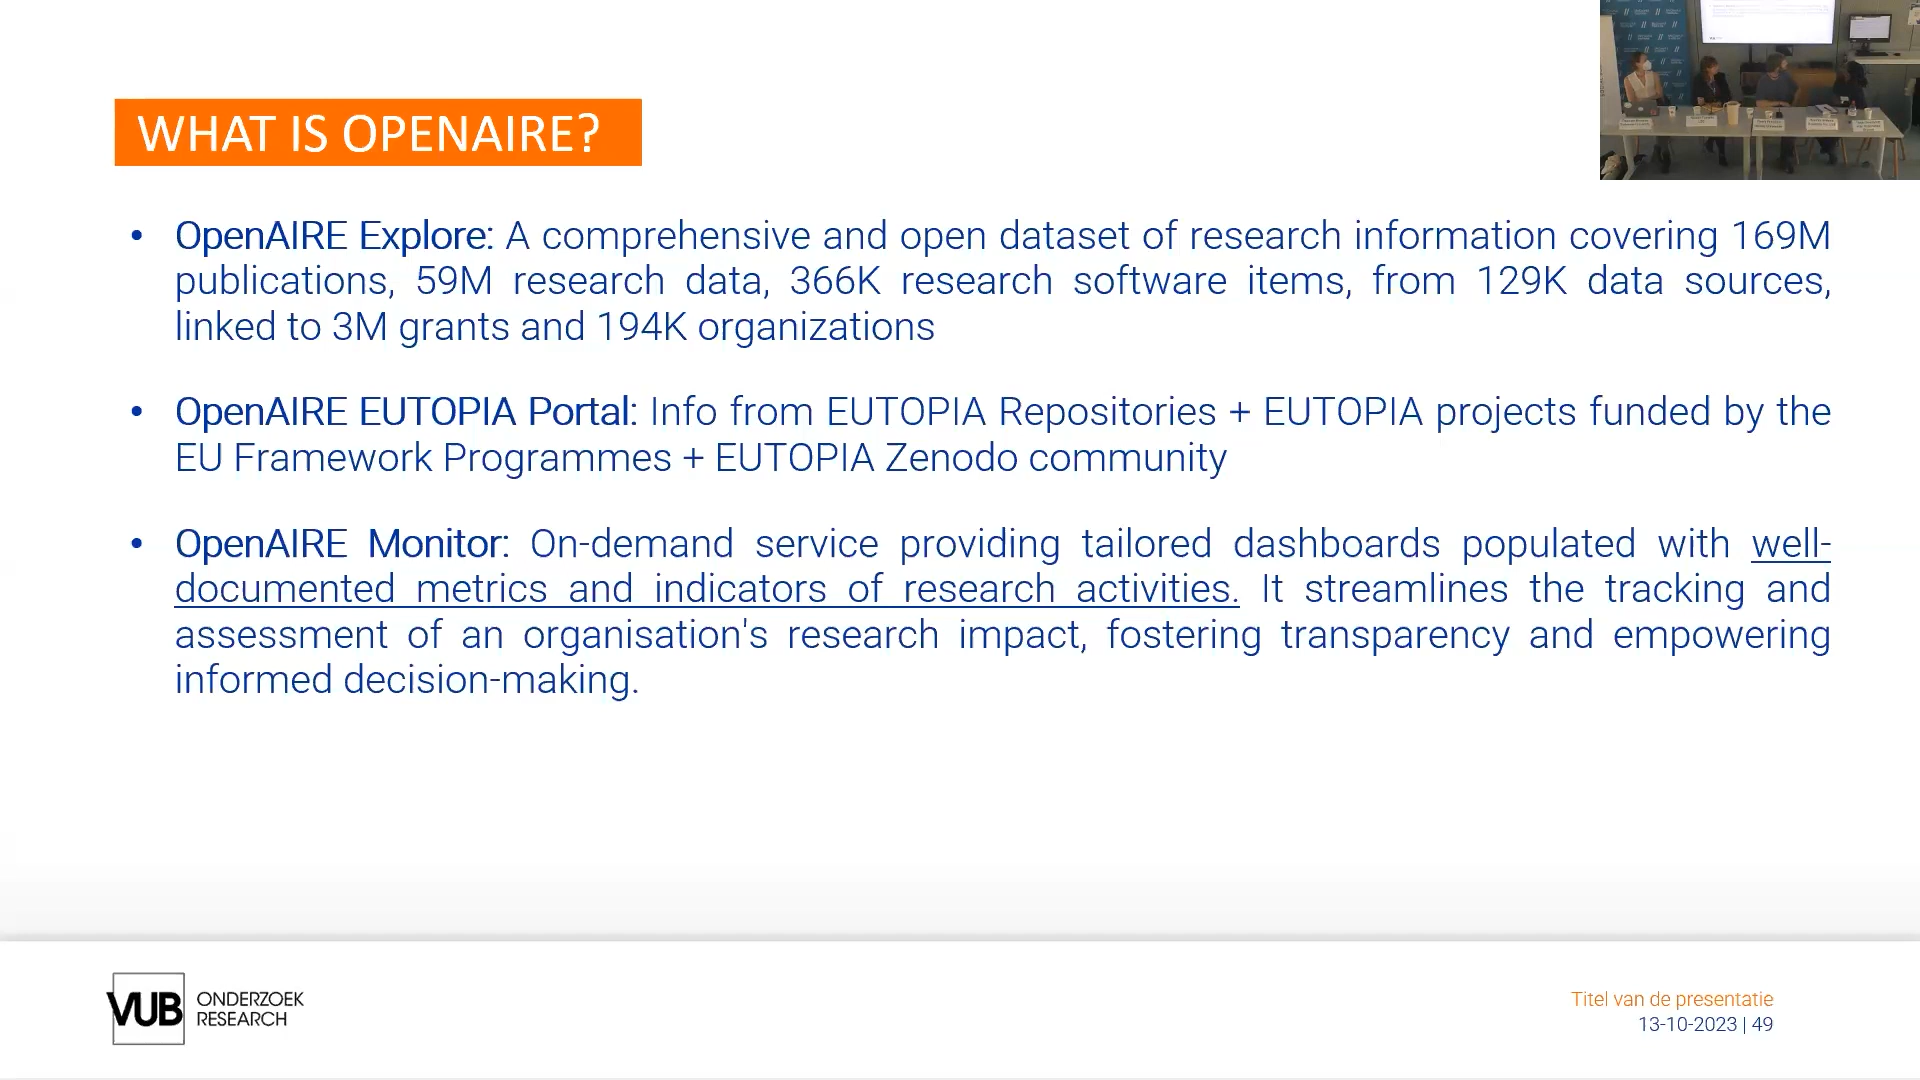 WHAT IS OPENAIRE?
• OpenAIRE Explore: A comprehensive and open dataset of research information covering 169M
publications, 59M research data, 366K research software items, from 129K data sources,
linked to 3M grants and 194K organizations
• OpenAIRE EUTOPIA Portal: Info from EUTOPIA Repositories + EUTOPIA projects funded by the
EU Framework Programmes + EUTOPIA Zenodo community
• OpenAIRE Monitor: On-demand service providing tailored dashboards populated with well-
documented metrics and indicators of research activities. It streamlines the tracking and
assessment of an organisation's research impact, fostering transparency and empowering
informed decision-making.
VUB
ONDERZOEK
RESEARCH
Titel van de presentatie
13-10-2023 | 49